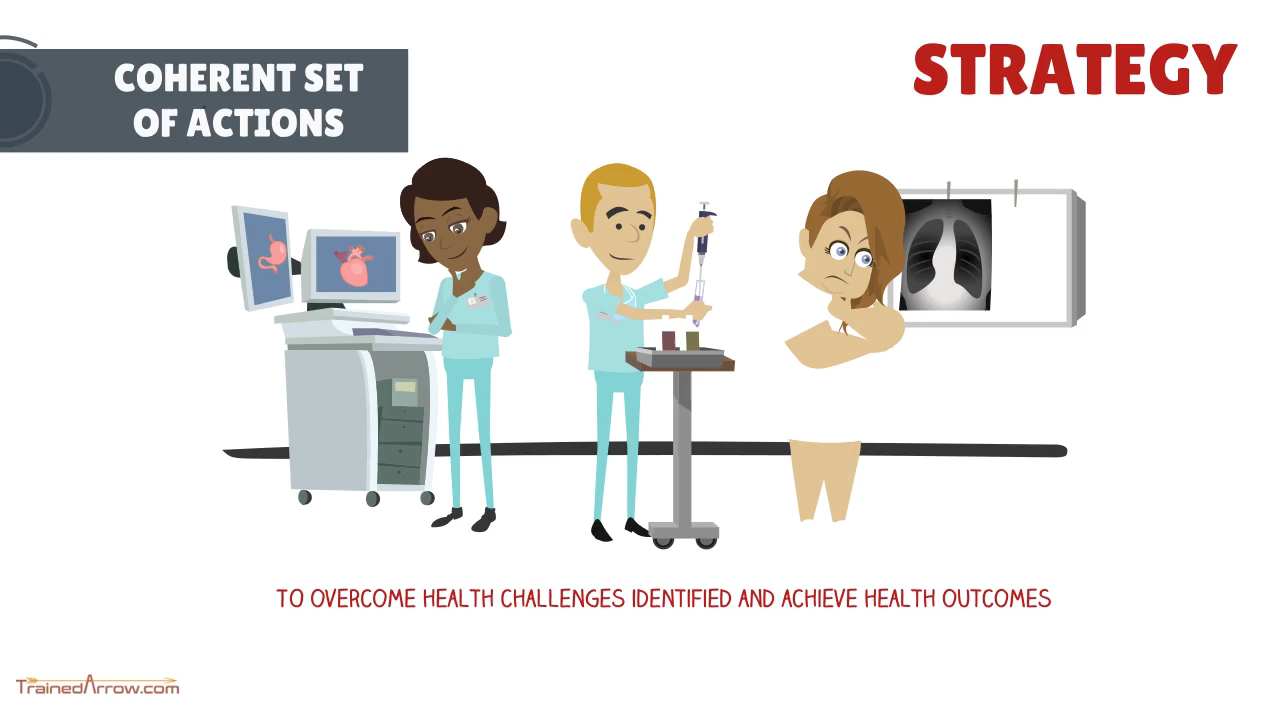 COHERENT SET
OF ACTIONS
STRATEGY
TO OVERCOME HEALTH CHALLENGES IDENTIFIED AND ACHIEVE HEALTH OUTCOMES
TrainedArrow.com